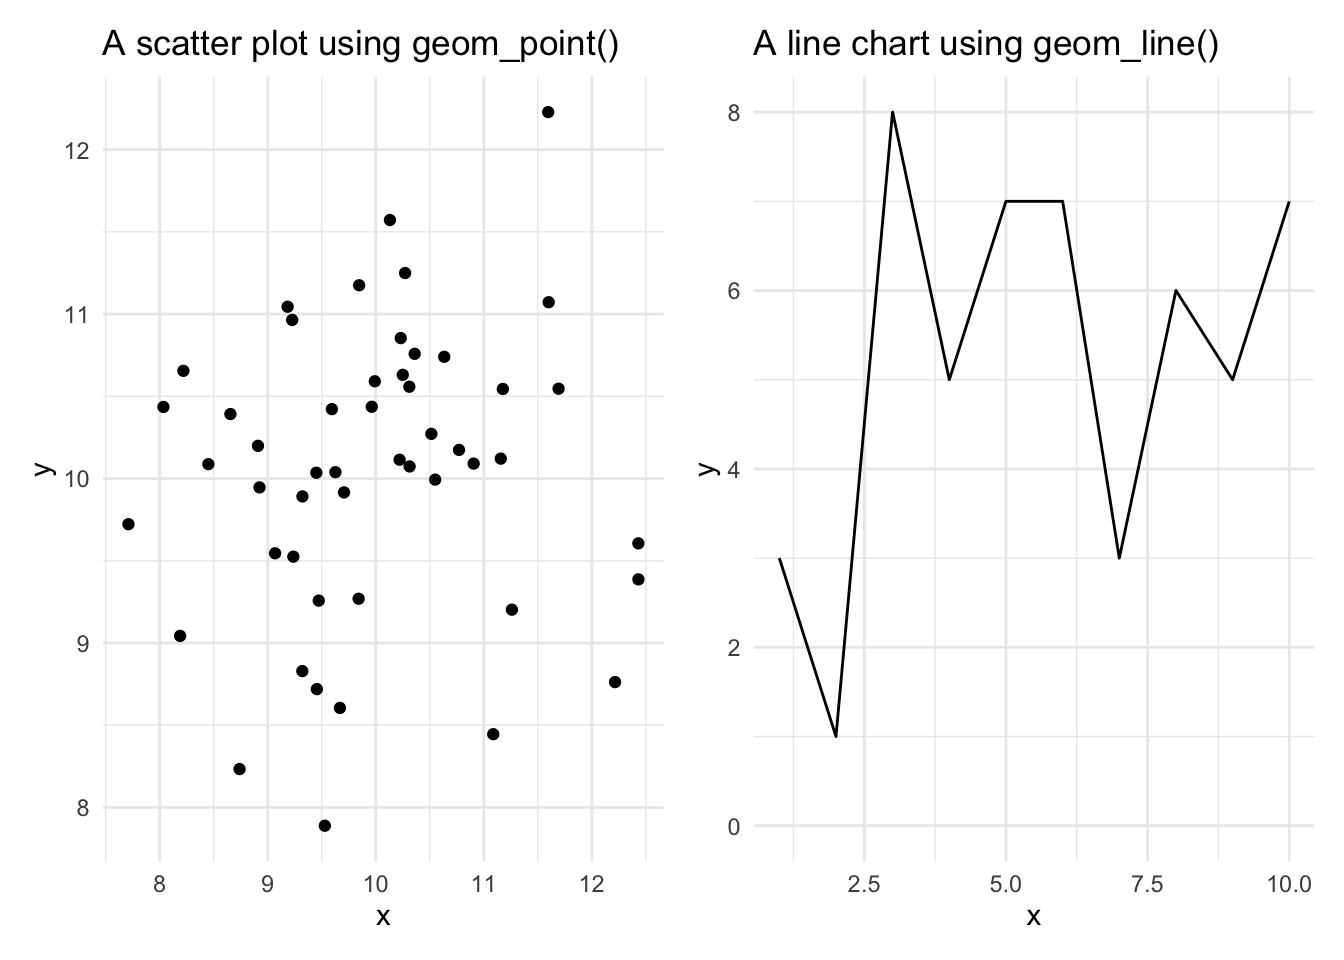 A scatter plot using geom_point()
12
11
10
9
8
y
8 9 10 11 12
x
A line chart using geom_line()
8
6
4
2
0
y
2.5 5.0 7.5 10.0
x